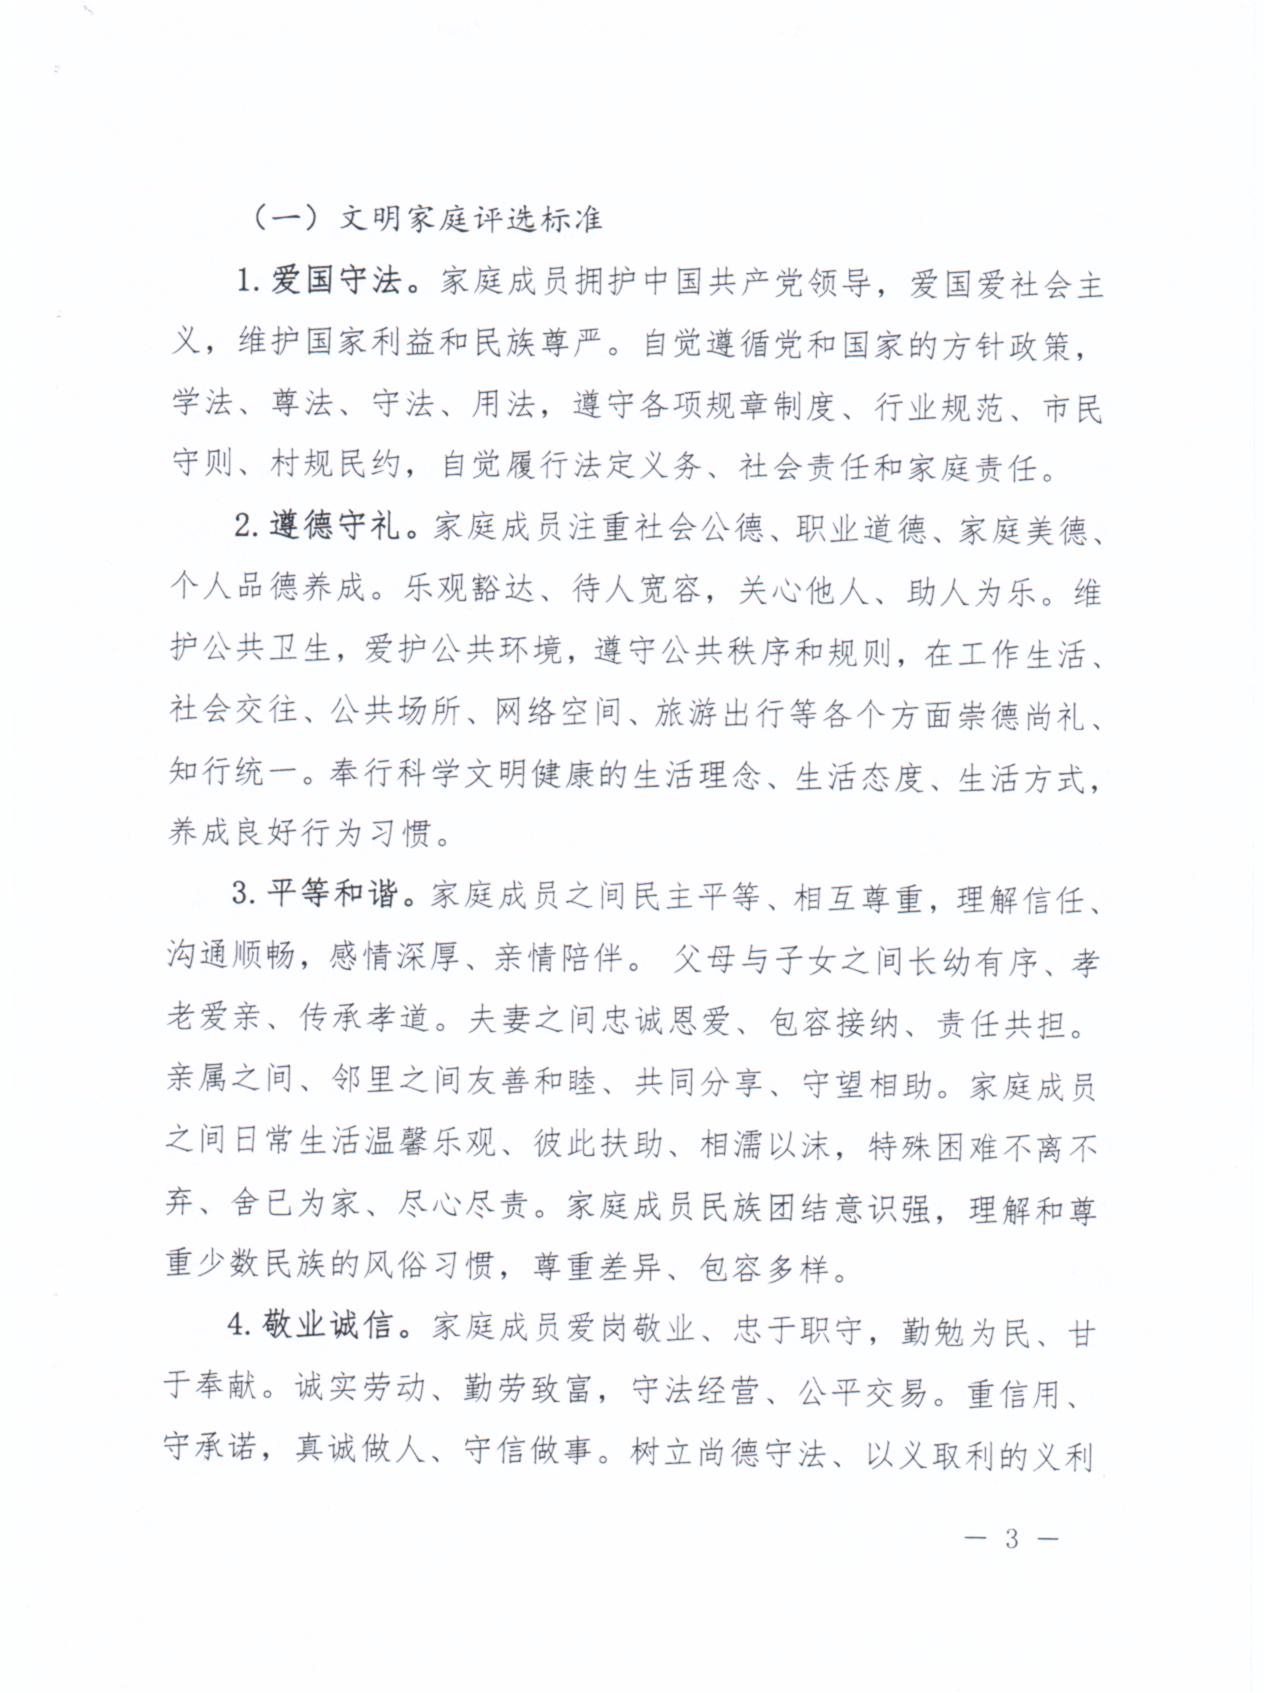 （一）文明家庭评选标准
1.爱国守法。家庭成员拥护中国共产党领导，爱国爱社会主
义，维护国家利益和民族尊严。自觉遵循党和国家的方针政策，
学法、尊法、守法、用法，遵守各项规章制度、行业规范、市民
守则、村规民约，自觉履行法定义务、社会责任和家庭责任。
2.遵德守礼。家庭成员注重社会公德、职业道德、家庭美德、
个人品德养成。乐观豁达、待人宽容，关心他人、助人为乐。维
护公共卫生，爱护公共环境，遵守公共秩序和规则，在工作生活、
社会交往、公共场所、网络空间、旅游出行等各个方面崇德尚礼、
知行统一。奉行科学文明健康的生活理念、生活态度、生活方式，
养成良好行为习惯。
3.平等和谐。家庭成员之间民主平等、相互尊重，理解信任、
沟通顺畅，感情深厚、亲情陪伴。 父母与子女之间长幼有序、孝
老爱亲、传承孝道。夫妻之间忠诚恩爱、包容接纳、责任共担。
亲属之间、邻里之间友善和睦、共同分享、守望相助。家庭成员
之间日常生活温馨乐观、彼此扶助、相濡以沫，特殊困难不离不
弃、舍已为家、尽心尽责。家庭成员民族团结意识强，理解和尊
重少数民族的风俗习惯，尊重差异、包容多样。
4.敬业诚信。家庭成员爱岗敬业、忠于职守，勤勉为民、甘
于奉献。诚实劳动、勤劳致富，守法经营、公平交易。重信用、
守承诺，真诚做人、守信做事。树立尚德守法、以义取利的义利
— 3 —